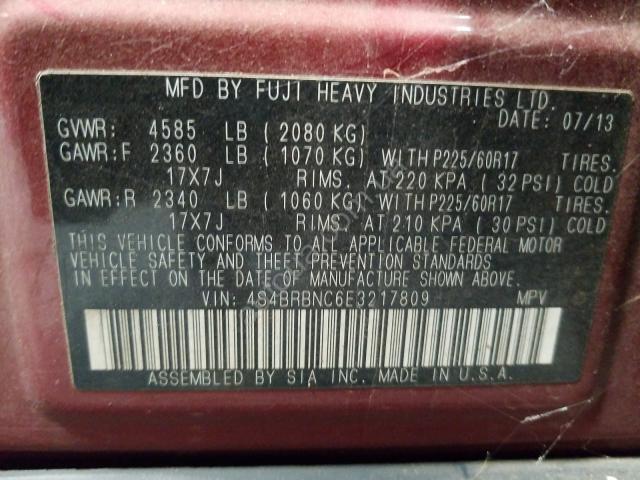 MFD BY FUJI HEAVY INDUSTRIES LTD.
DATE: 07/13
GVWR: 4585 LB ( 2080 KG)
GAWR:F 2360 LB ( 1070 KG) WITH P225/60R17 TIRES.
17X7J RIMS. AT 220 KPA ( 32 PSI) COLD
GAWR:R 2340 LB ( 1060 KG) WITH P225/60R17 TIRES.
17X7J RIMS. AT 210 KPA ( 30 PSI) COLD
THIS VEHICLE CONFORMS TO ALL APPLICABLE FEDERAL MOTOR
VEHICLE SAFETY AND THEFT PREVENTION STANDARDS
IN EFFECT ON THE DATE OF MANUFACTURE SHOWN ABOVE.
VIN: 4S4BRBNC6E3217809 MPV
ASSEMBLED BY SIA INC. MADE IN U.S.A.